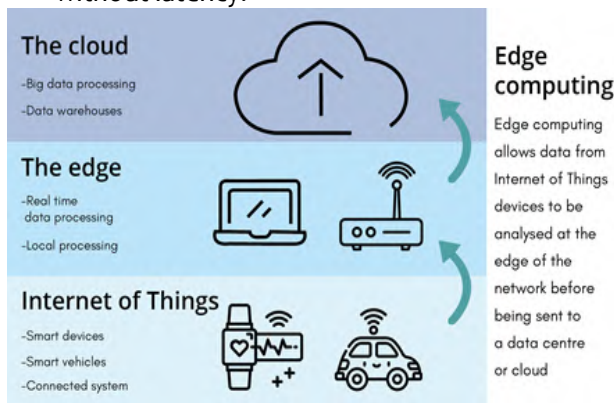 without latency.
The cloud
-Big data processing
-Data warehouses
The edge
-Real time
data processing
-Local processing
Internet of Things
-Smart devices
-Smart vehicles
-Connected system
Edge
computing
Edge computing
allows data from
Internet of Things
devices to be
analysed at the
edge of the
network before
being sent to
a data centre
or cloud